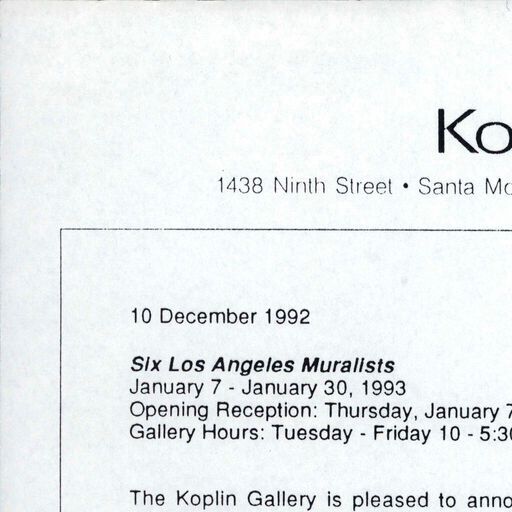 Ko
1438 Ninth Street • Santa Mo
10 December 1992
Six Los Angeles Muralists
January 7 - January 30, 1993
Opening Reception: Thursday, January 7
Gallery Hours: Tuesday - Friday 10 - 5:30
The Koplin Gallery is pleased to anno